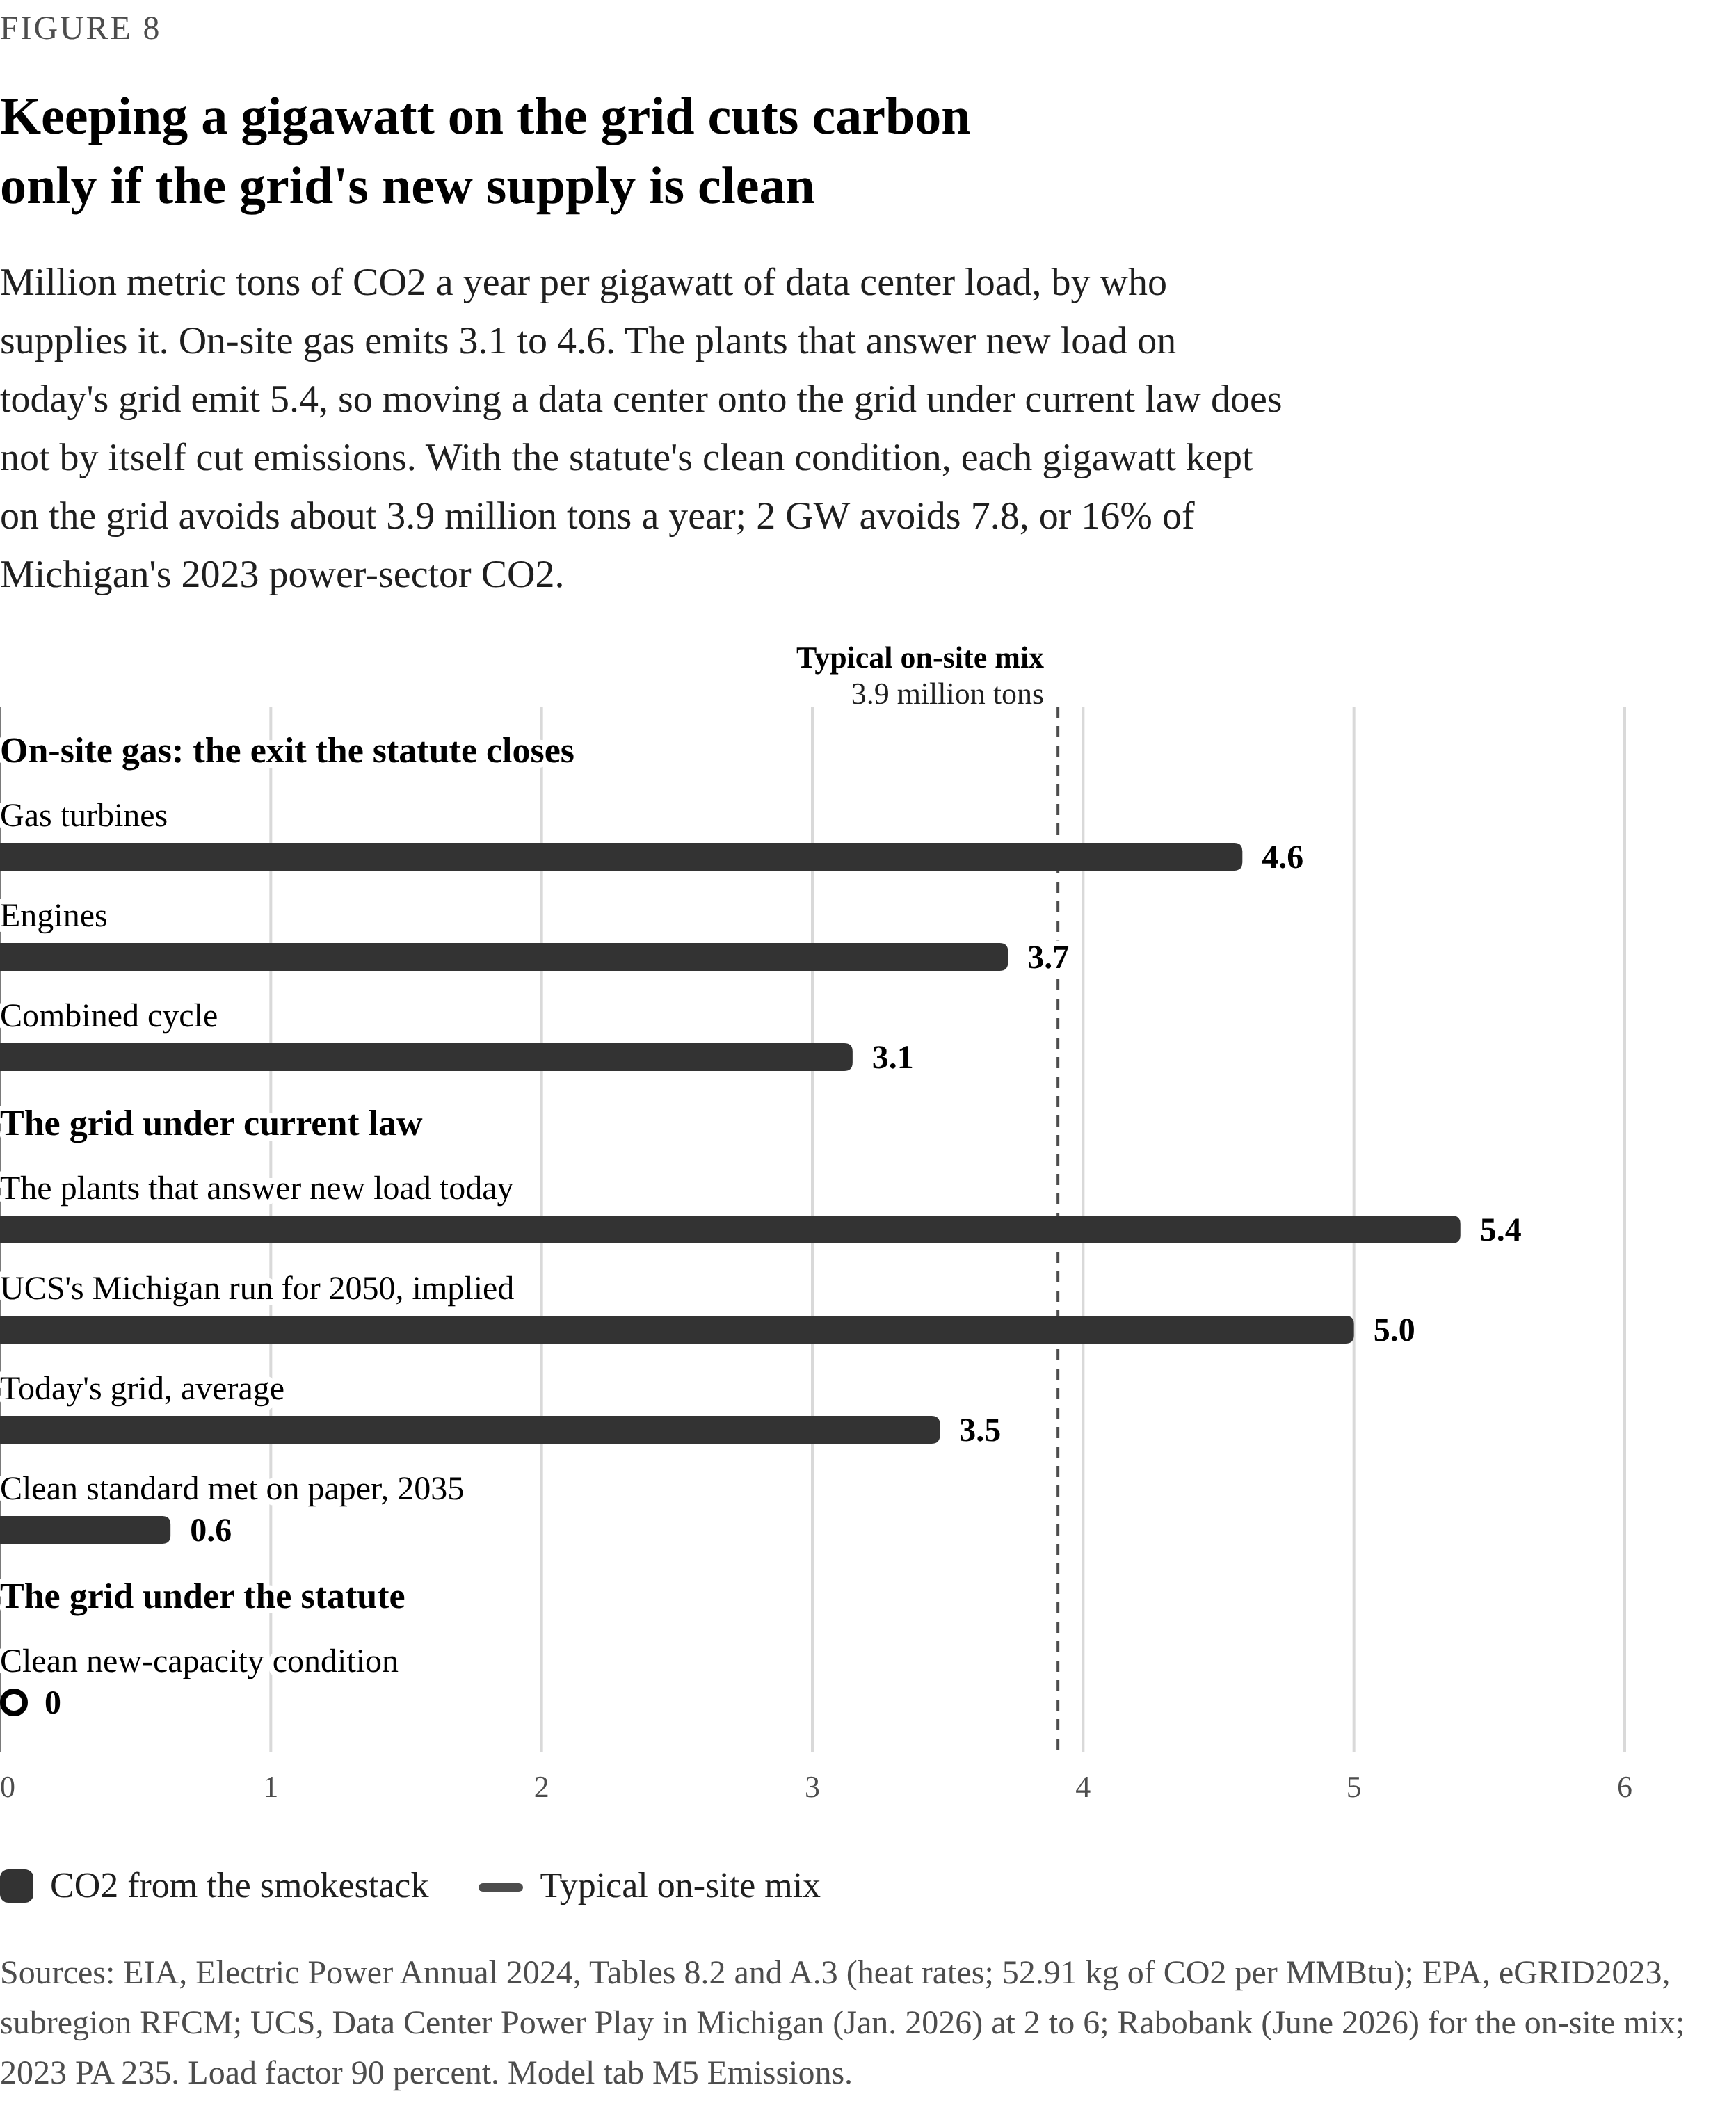 FIGURE 8
Keeping a gigawatt on the grid cuts carbon
only if the grid's new supply is clean
Million metric tons of CO2 a year per gigawatt of data center load, by who
supplies it. On-site gas emits 3.1 to 4.6. The plants that answer new load on
today's grid emit 5.4, so moving a data center onto the grid under current law does
not by itself cut emissions. With the statute's clean condition, each gigawatt kept
on the grid avoids about 3.9 million tons a year; 2 GW avoids 7.8, or 16% of
Michigan's 2023 power-sector CO2.
Typical on-site mix
3.9 million tons
On-site gas: the exit the statute closes
Gas turbines
4.6
Engines
3.7
Combined cycle
3.1
The grid under current law
The plants that answer new load today
5.4
UCS's Michigan run for 2050, implied
5.0
Today's grid, average
3.5
Clean standard met on paper, 2035
0.6
The grid under the statute
Clean new-capacity condition
0
0 1 2 3 4 5 6
CO2 from the smokestack Typical on-site mix
Sources: EIA, Electric Power Annual 2024, Tables 8.2 and A.3 (heat rates; 52.91 kg of CO2 per MMBtu); EPA, eGRID2023,
subregion RFCM; UCS, Data Center Power Play in Michigan (Jan. 2026) at 2 to 6; Rabobank (June 2026) for the on-site mix;
2023 PA 235. Load factor 90 percent. Model tab M5 Emissions.